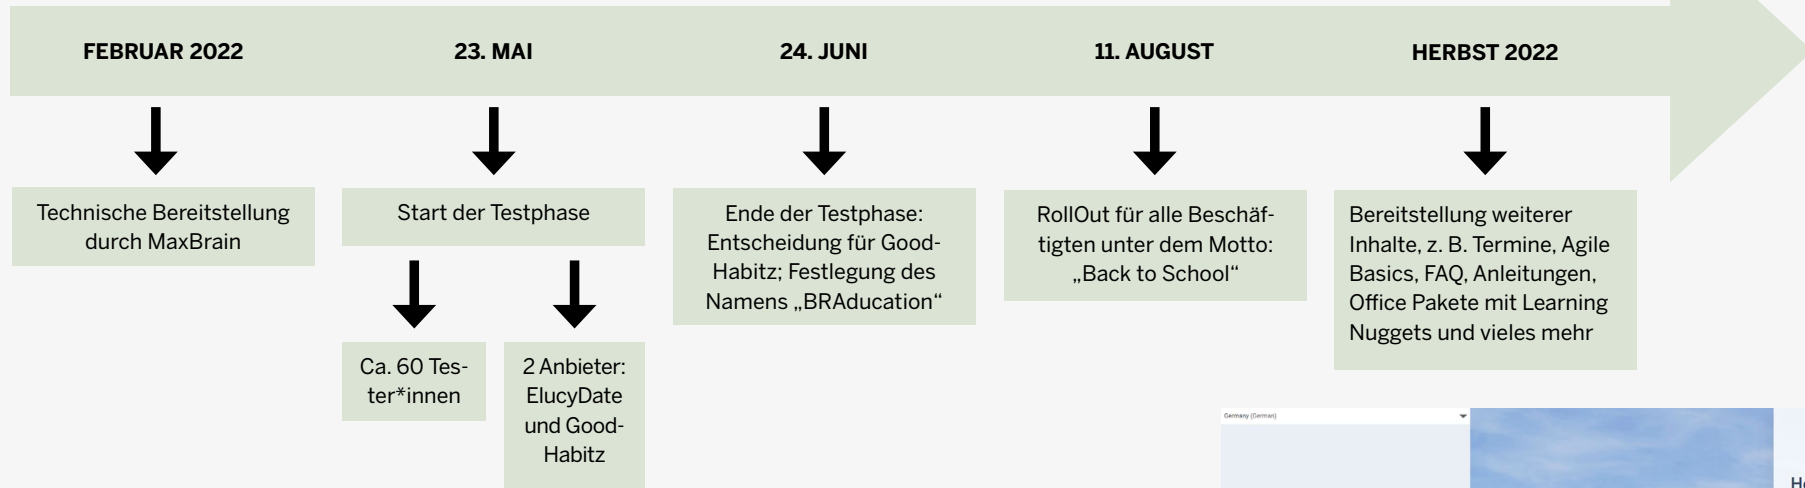 FEBRUAR 2022
23. MAI
24. JUNI
11. AUGUST
HERBST 2022
Technische Bereitstellung
durch MaxBrain
Start der Testphase
Ca. 60 Tes-
ter*innen
2 Anbieter:
ElucyDate
und Good-
Habitz
Ende der Testphase:
Entscheidung für Good-
Habitz; Festlegung des
Namens „BRAducation“
RollOut für alle Beschäf-
tigten unter dem Motto:
„Back to School“
Bereitstellung weiterer
Inhalte, z. B. Termine, Agile
Basics, FAQ, Anleitungen,
Office Pakete mit Learning
Nuggets und vieles mehr
Germany (German)